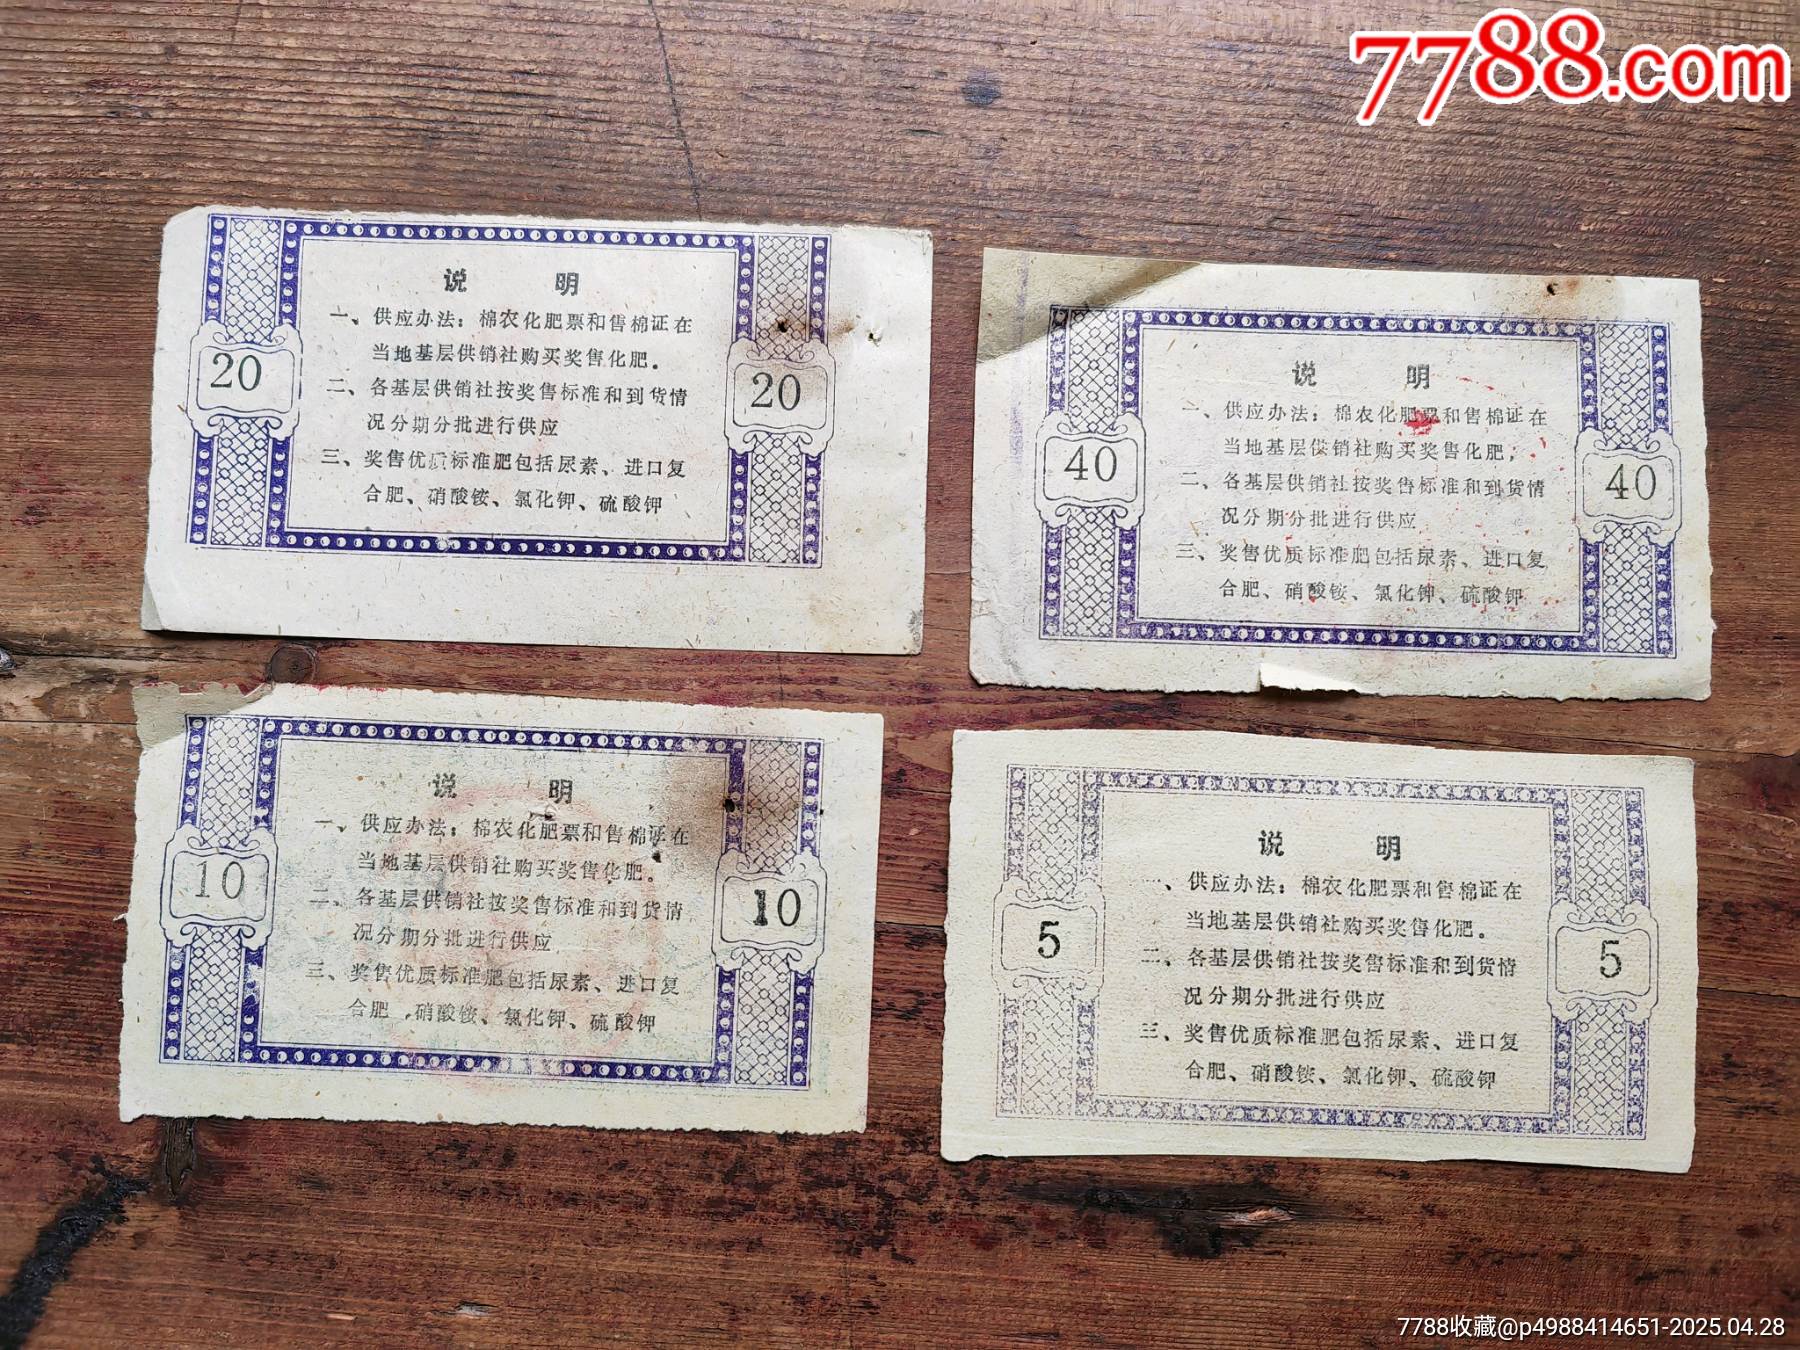 7788.com
说 明
一、供应办法：棉农化肥票和售棉证在
当地基层供销社购买奖售化肥。
二、各基层供销社按奖售标准和到货情
况分期分批进行供应
三、奖售优质标准肥包括尿素、进口复
合肥、硝酸铵、氯化钾、硫酸钾
20
20
说 明
一、供应办法：棉农化肥票和售棉证在
当地基层供销社购买奖售化肥，
二、各基层供销社按奖售标准和到货情
况分期分批进行供应
三、奖售优质标准肥包括尿素、进口复
合肥、硝酸铵、氯化钾、硫酸钾
40
40
说 明
一、供应办法：棉农化肥票和售棉证在
当地基层供销社购买奖售化肥。
二、各基层供销社按奖售标准和到货情
况分期分批进行供应
三、奖售优质标准肥包括尿素、进口复
合肥、硝酸铵、氯化钾、硫酸钾
10
10
说 明
一、供应办法：棉农化肥票和售棉证在
当地基层供销社购买奖售化肥。
二、各基层供销社按奖售标准和到货情
况分期分批进行供应
三、奖售优质标准肥包括尿素、进口复
合肥、硝酸铵、氯化钾、硫酸钾
5
5
7788收藏@p4988414651-2025.04.28